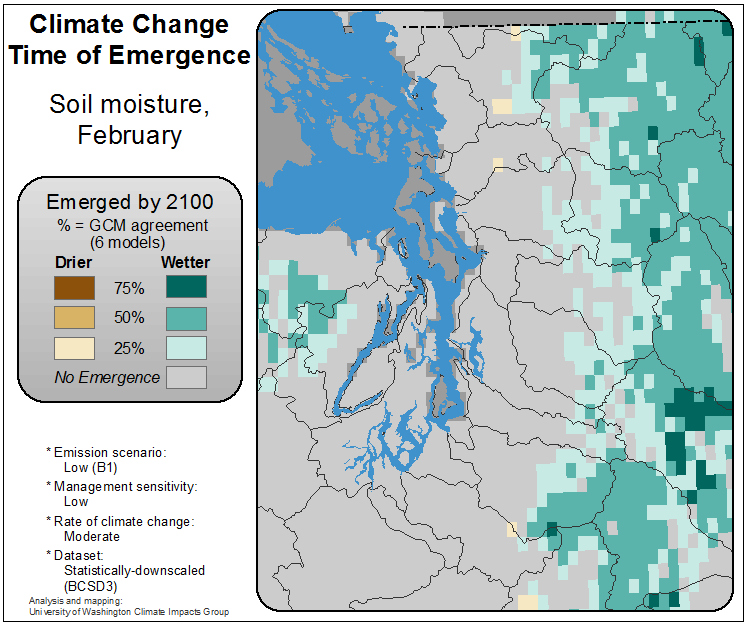 Climate Change
Time of Emergence
Soil moisture,
February
Emerged by 2100
% = GCM agreement
(6 models)
Drier Wetter
75%
50%
25%
No Emergence
* Emission scenario:
Low (B1)
* Management sensitivity:
Low
* Rate of climate change:
Moderate
* Dataset:
Statistically-downscaled
(BCSD3)
Analysis and mapping:
University of Washington Climate Impacts Group